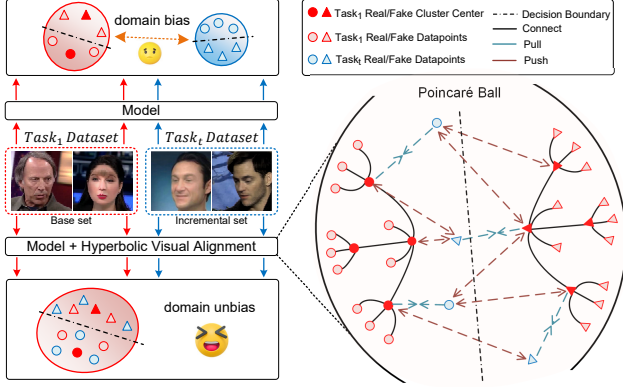 domain bias
Model
Task₁ Dataset
Taskₜ Dataset
Base set
Incremental set
Model + Hyperbolic Visual Alignment
domain unbias
Task₁ Real/Fake Cluster Center
Task₁ Real/Fake Datapoints
Taskₜ Real/Fake Datapoints
Decision Boundary
Connect
Pull
Push
Poincaré Ball